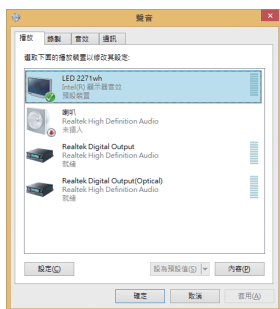 聲音
播放 錄製 音效 通訊
選取下面的播放裝置以修改其設定:
LED 2271wh
Intel(R) 顯示器音效
預設裝置
喇叭
Realtek High Definition Audio
未插入
Realtek Digital Output
Realtek High Definition Audio
就緒
Realtek Digital Output(Optical)
Realtek High Definition Audio
就緒
設定(C) 設為預設值(S) 內容(P)
確定 取消 套用(A)